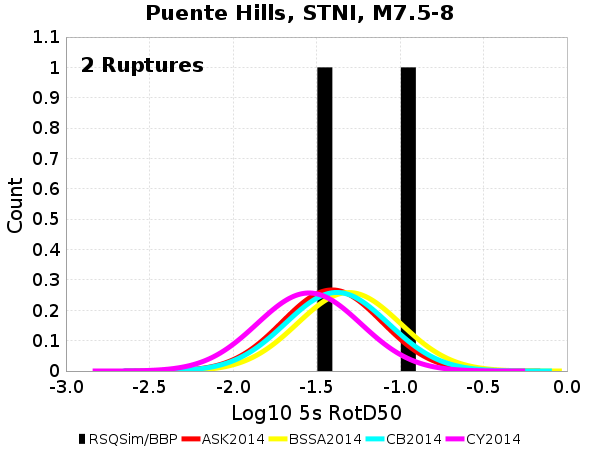 Puente Hills, STNI, M7.5-8
2 Ruptures
Count
1.1
1
0.9
0.8
0.7
0.6
0.5
0.4
0.3
0.2
0.1
0
-3.0 -2.5 -2.0 -1.5 -1.0 -0.5 0.0
Log10 5s RotD50
RSQSim/BBP ASK2014 BSSA2014 CB2014 CY2014